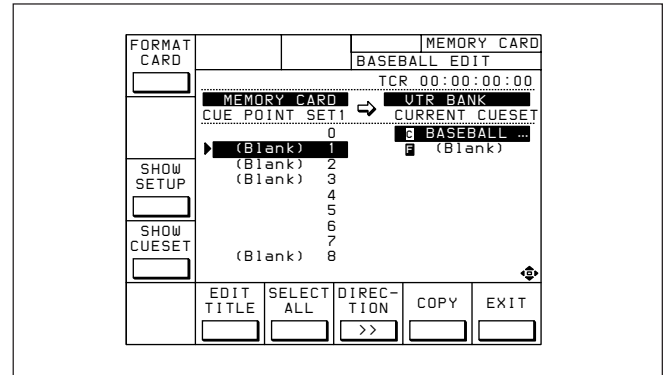 MEMORY CARD
BASEBALL EDIT
TCR 00:00:00:00
FORMAT
CARD
MEMORY CARD ⇨ VTR BANK
CUE POINT SET1 CURRENT CUESET
0 C BASEBALL …
(Blank) 1 F (Blank)
(Blank) 2
(Blank) 3
4
5
6
7
(Blank) 8
SHOW
SETUP
SHOW
CUESET
EDIT
TITLE
SELECT
ALL
DIREC-
TION
>>
COPY
EXIT